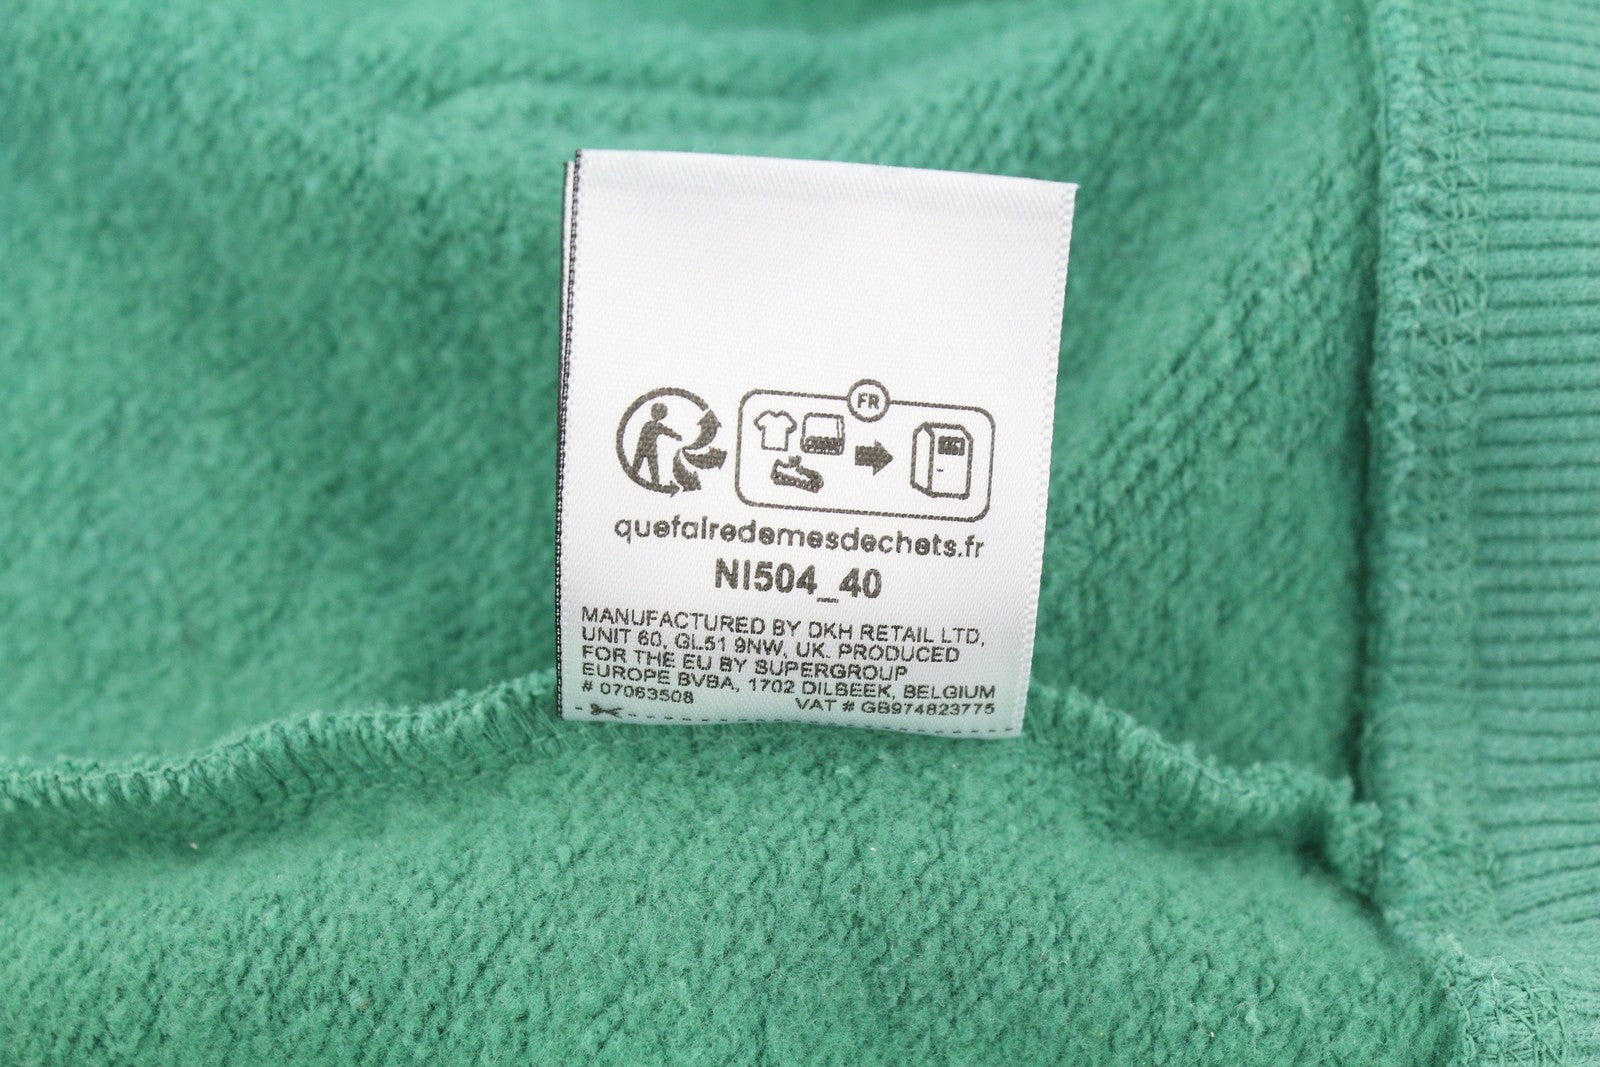 FR
quefairedemesdechets.fr
NI504_40
MANUFACTURED BY DKH RETAIL LTD,
UNIT 60, GL51 9NW, UK. PRODUCED
FOR THE EU BY SUPERGROUP
EUROPE BVBA, 1702 DILBEEK, BELGIUM
# 07063508 VAT # GB974823775